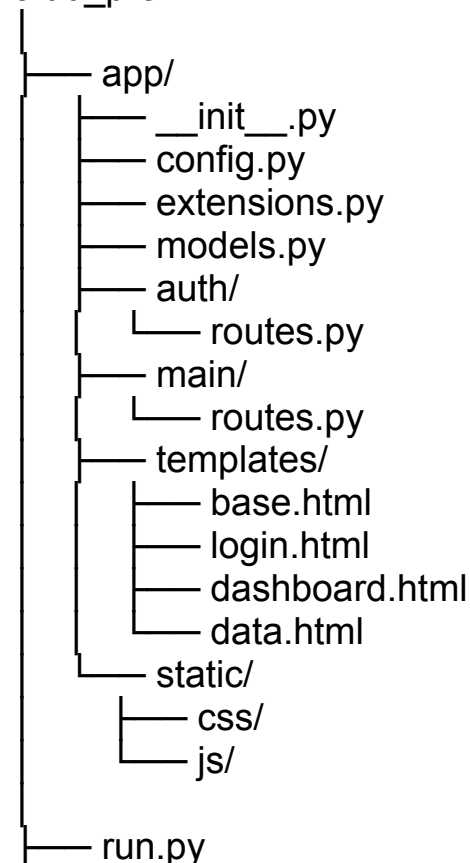 app/
__init__.py
config.py
extensions.py
models.py
auth/
routes.py
main/
routes.py
templates/
base.html
login.html
dashboard.html
data.html
static/
css/
js/
run.py